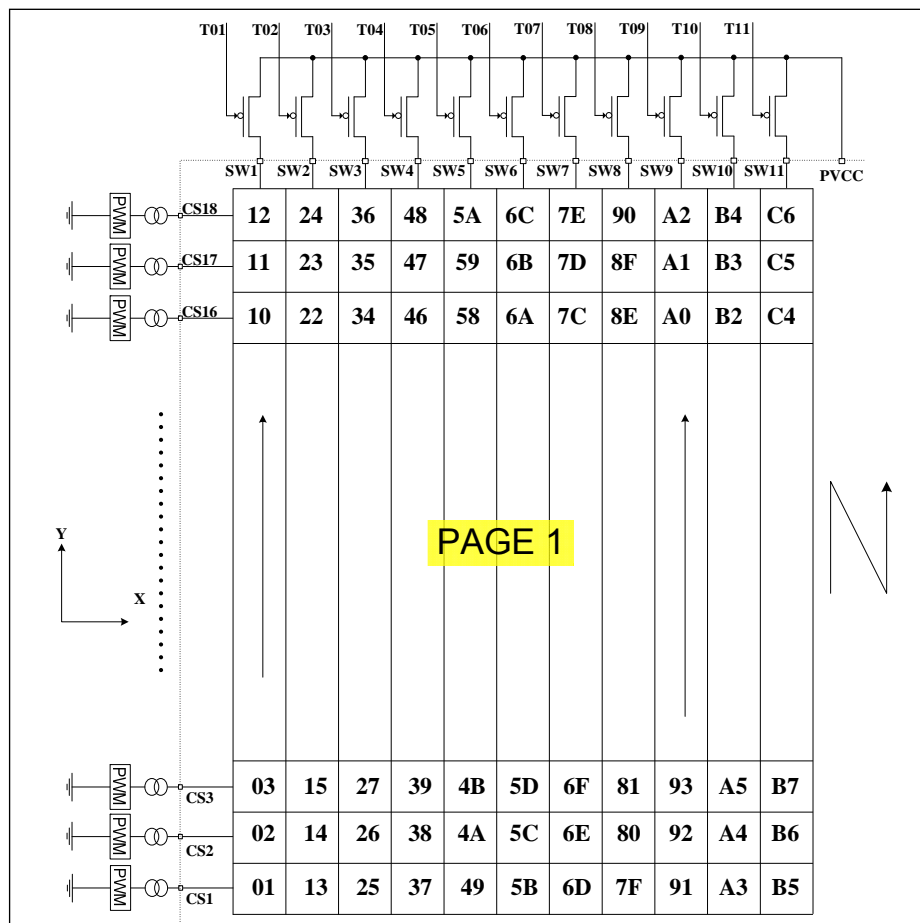 T01 T02 T03 T04 T05 T06 T07 T08 T09 T10 T11
SW1 SW2 SW3 SW4 SW5 SW6 SW7 SW8 SW9 SW10 SW11 PVCC
PWM CS18 12 24 36 48 5A 6C 7E 90 A2 B4 C6
PWM CS17 11 23 35 47 59 6B 7D 8F A1 B3 C5
PWM CS16 10 22 34 46 58 6A 7C 8E A0 B2 C4
PAGE 1
Y
X
PWM CS3 03 15 27 39 4B 5D 6F 81 93 A5 B7
PWM CS2 02 14 26 38 4A 5C 6E 80 92 A4 B6
PWM CS1 01 13 25 37 49 5B 6D 7F 91 A3 B5